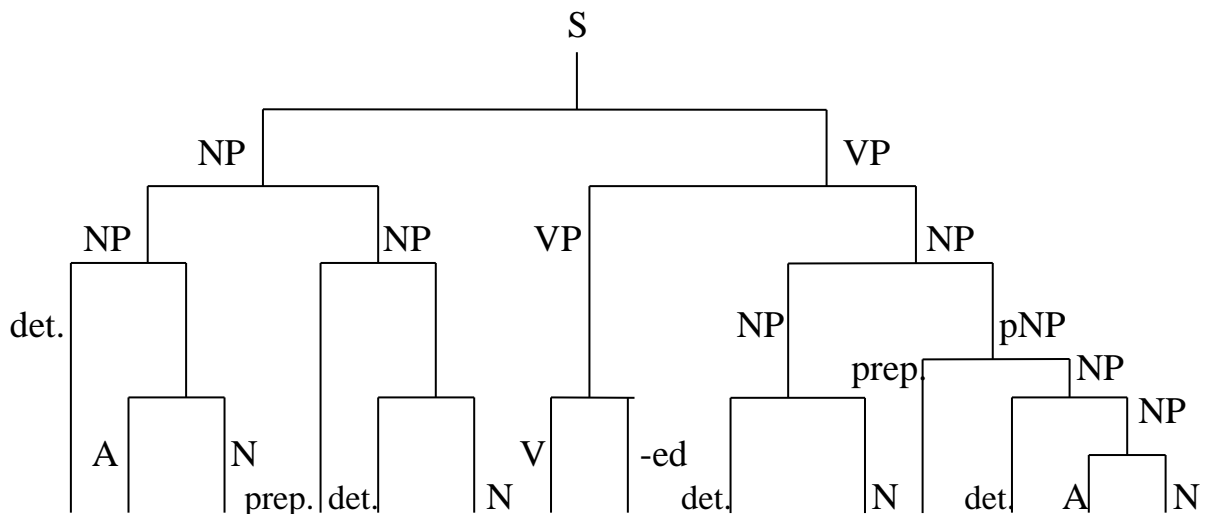 S
NP VP
NP NP VP NP
det. NP pNP
prep. NP
NP
A N V -ed
prep. det. N det. N det. A N